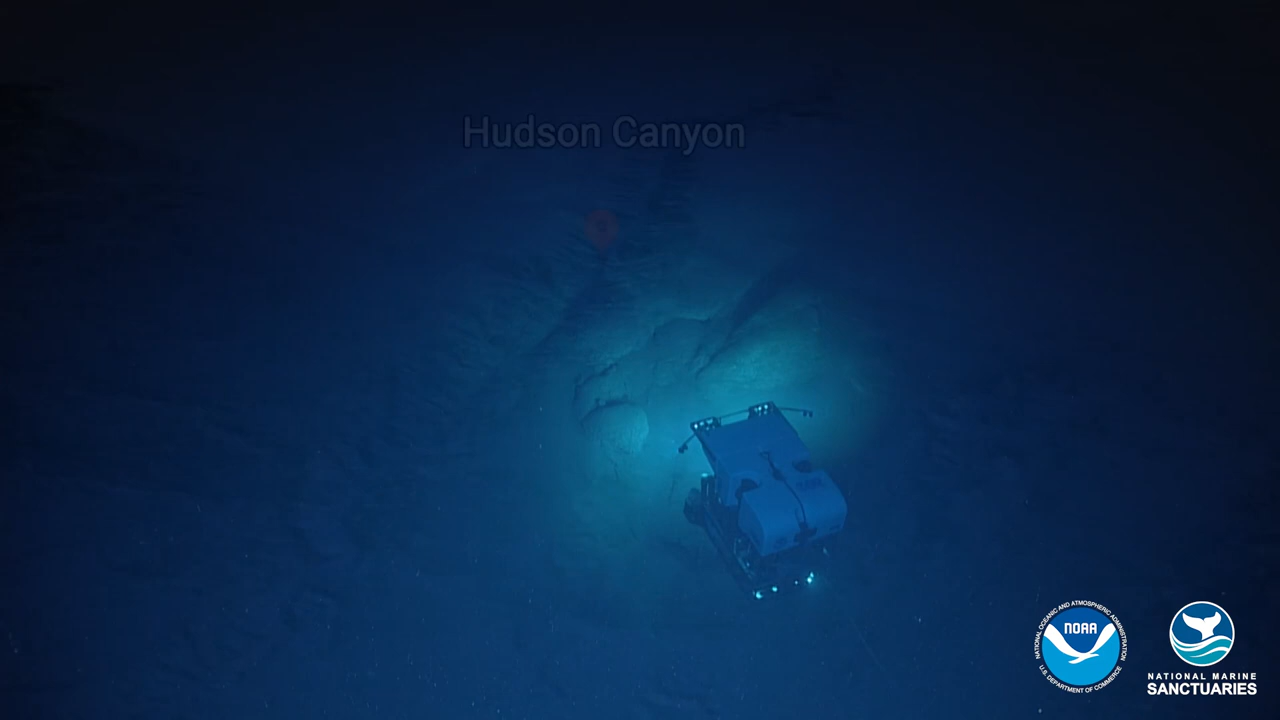 Hudson Canyon
NATIONAL OCEANIC AND ATMOSPHERIC ADMINISTRATION
NOAA
U.S. DEPARTMENT OF COMMERCE
NATIONAL MARINE
SANCTUARIES